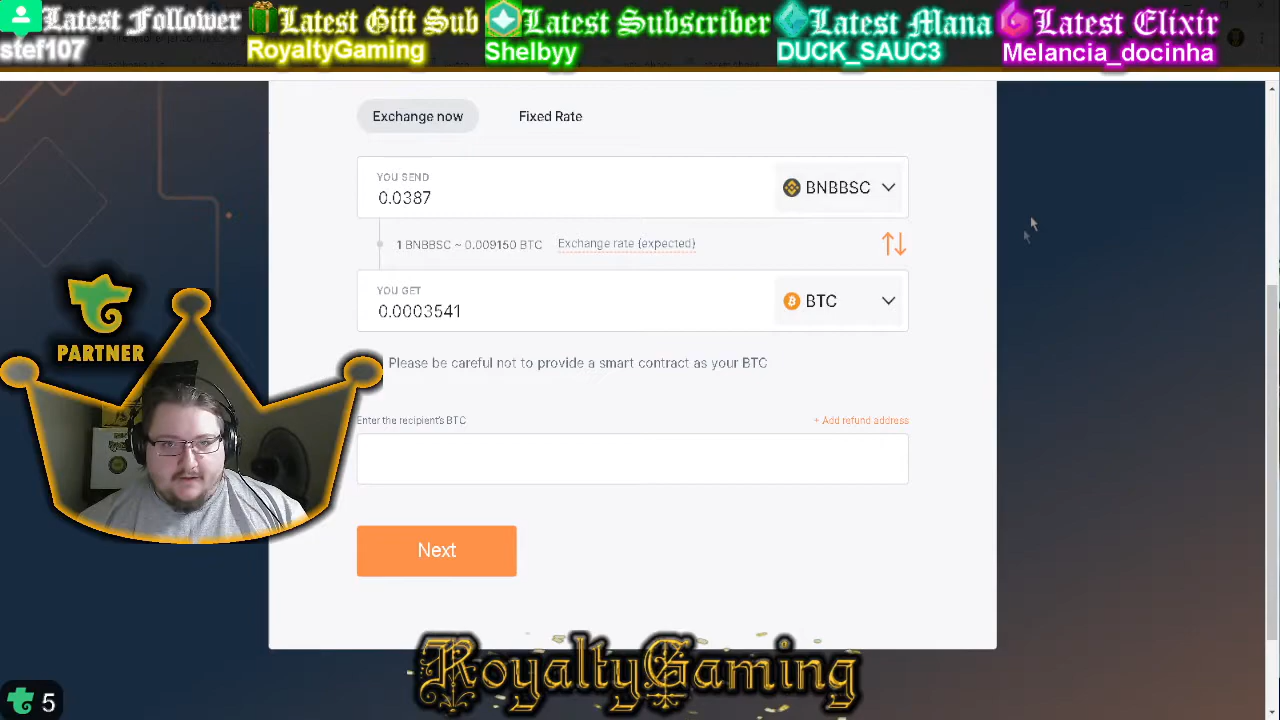 Latest Follower
stef107
Latest Gift Sub
RoyaltyGaming
Latest Subscriber
Shelbyy
Latest Mana
DUCK_SAUC3
Latest Elixir
Melancia_docinha
Exchange now
Fixed Rate
YOU SEND
0.0387
BNBBSC
1 BNBBSC ~ 0.009150 BTC
Exchange rate (expected)
YOU GET
0.0003541
BTC
PARTNER
Please be careful not to provide a smart contract as your BTC
Enter the recipient's BTC
+ Add refund address
Next
RoyaltyGaming
5